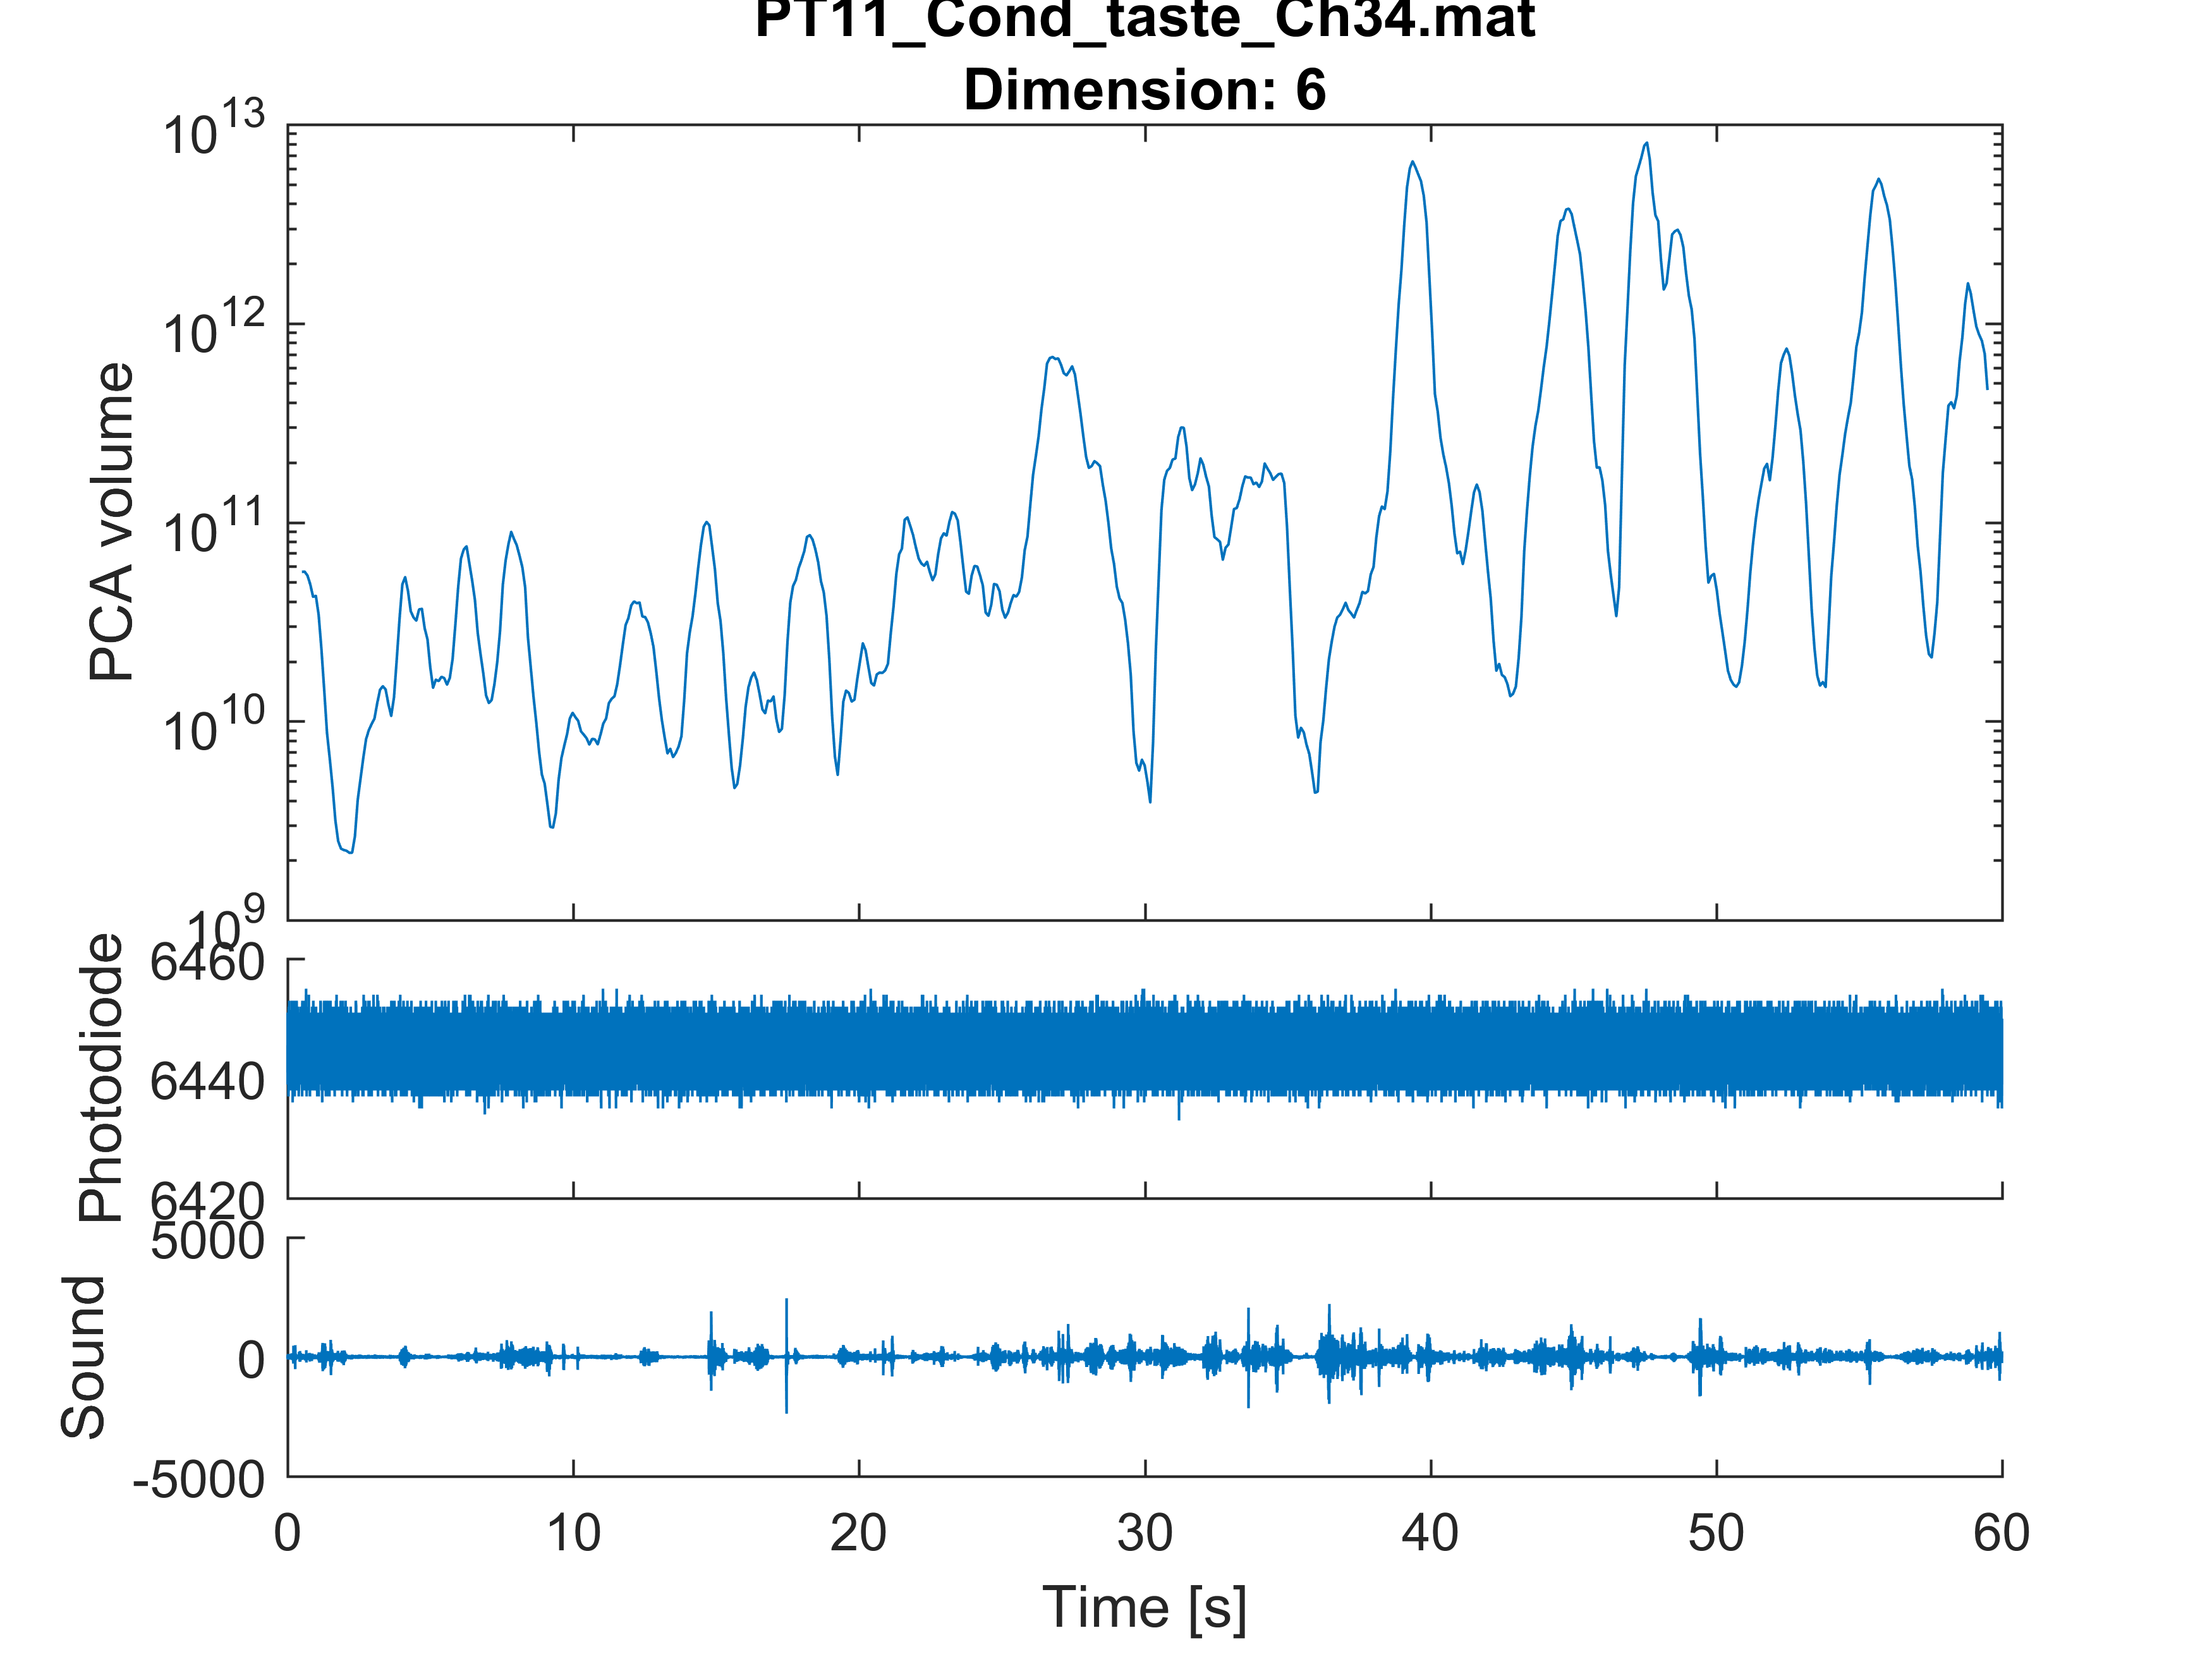 PT11_Cond_taste_Ch34.mat
Dimension: 6
10^13
10^12
10^11
10^10
10^9
PCA volume
6460
6440
6420
Photodiode
5000
0
-5000
Sound
0 10 20 30 40 50 60
Time [s]